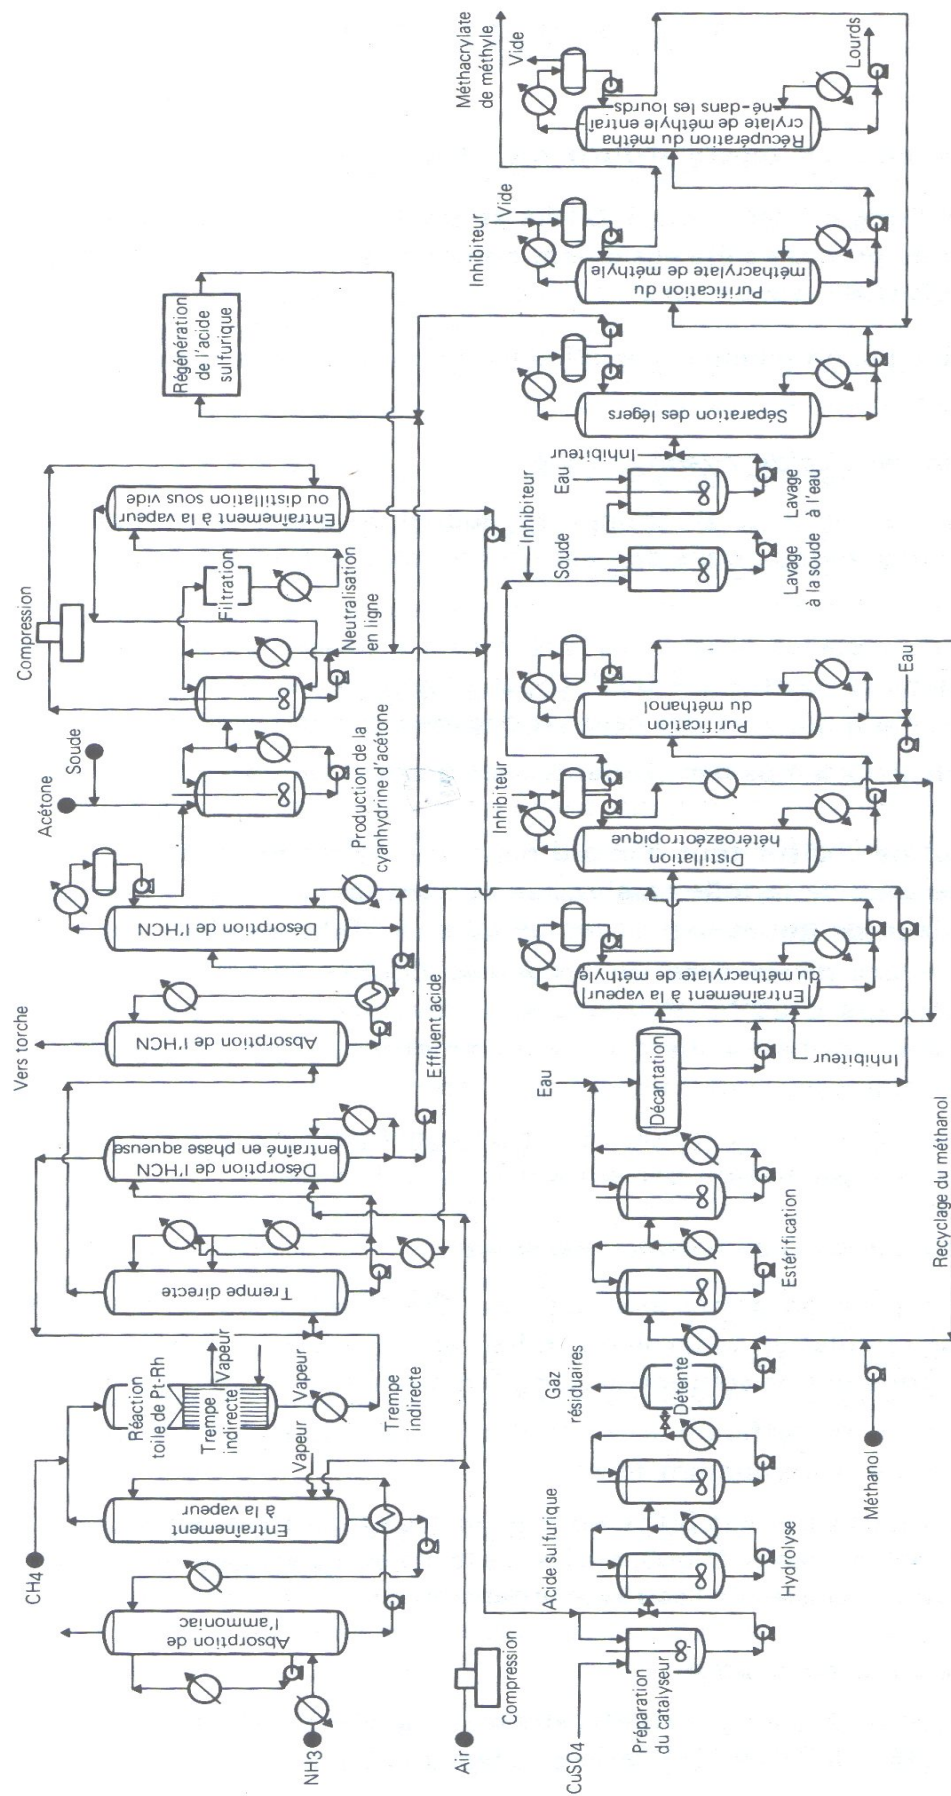 CH4
NH3
Absorption de
l'ammoniac
Entraînement
à la vapeur
Vapeur
Réaction
toile de Pt-Rh
Trempe
indirecte
Vapeur
Vapeur
Trempe
indirecte
Trempe directe
Désorption de l'HCN
entraîné en phase aqueuse
Vers torche
Absorption de l'HCN
Désorption de l'HCN
Effluent acide
Acétone
Soude
Production de la
cyanhydrine d'acétone
Compression
Filtration
Neutralisation
en ligne
Entraînement à la vapeur
ou distillation sous vide
Régénération
de l'acide
sulfurique
Air
Compression
CuSO4
Préparation
du catalyseur
Acide sulfurique
Hydrolyse
Gaz
résiduaires
Détente
Méthanol
Estérification
Eau
Décantation
Inhibiteur
Entraînement à la vapeur
du méthacrylate de méthyle
Recyclage du méthanol
Inhibiteur
Distillation
hétéroazéotropique
Purification
du méthanol
Eau
Inhibiteur
Soude
Lavage
à la soude
Eau
Lavage
à l'eau
Inhibiteur
Séparation des légers
Inhibiteur
Vide
Purification du
méthacrylate de méthyle
Méthacrylate
de méthyle
Vide
Récupération du métha
crylate de méthyle entraî
né-dans les lourds
Lourds